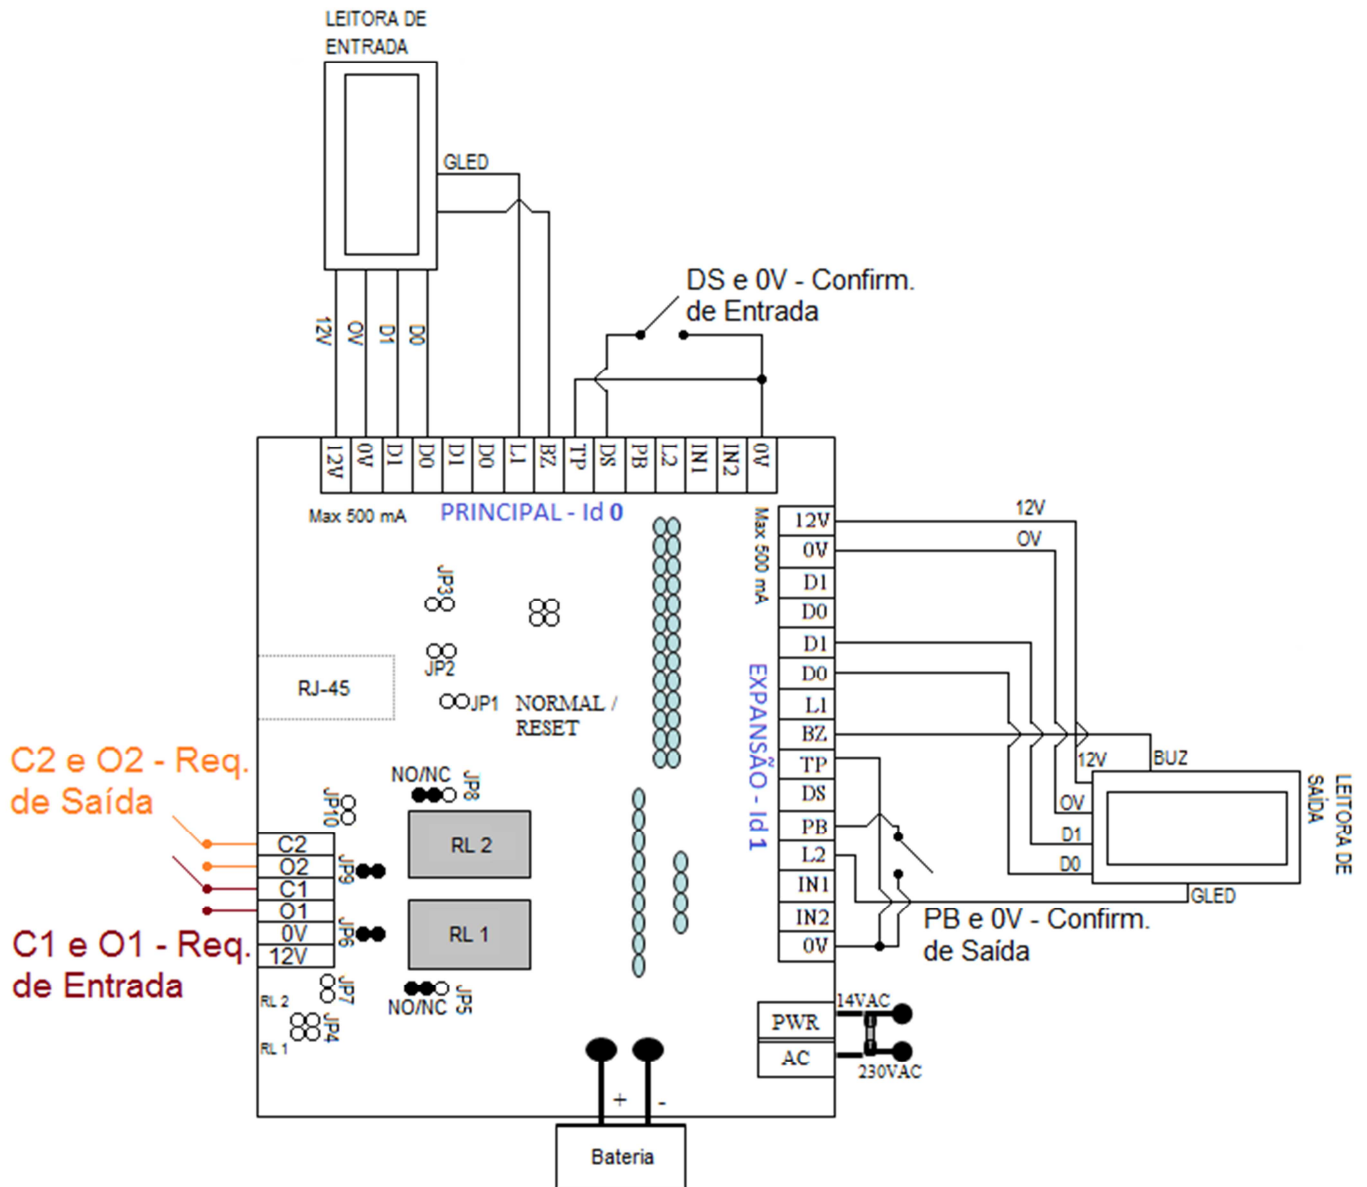 LEITORA DE
ENTRADA
GLED
12V
OV
D1
D0
DS e 0V - Confirm.
de Entrada
12V
0V
D1
D0
D1
D0
L1
BZ
TP
DS
PB
L2
IN1
IN2
0V
Max 500 mA
PRINCIPAL - Id 0
Max 500 mA
EXPANSÃO - Id 1
12V
0V
D1
D0
D1
D0
L1
BZ
TP
DS
PB
L2
IN1
IN2
0V
12V
OV
BUZ
12V
OV
D1
D0
GLED
LEITORA DE
SAÍDA
PB e 0V - Confirm.
de Saída
JP3
JP2
JP1
NORMAL /
RESET
RJ-45
C2 e O2 - Req.
de Saída
C1 e O1 - Req.
de Entrada
NO/NC
JP8
JP10
RL 2
C2
O2
C1
O1
0V
12V
JP9
JP6
RL 1
JP7
NO/NC
JP5
RL 2
JP4
RL 1
PWR
AC
14VAC
230VAC
+
-
Bateria